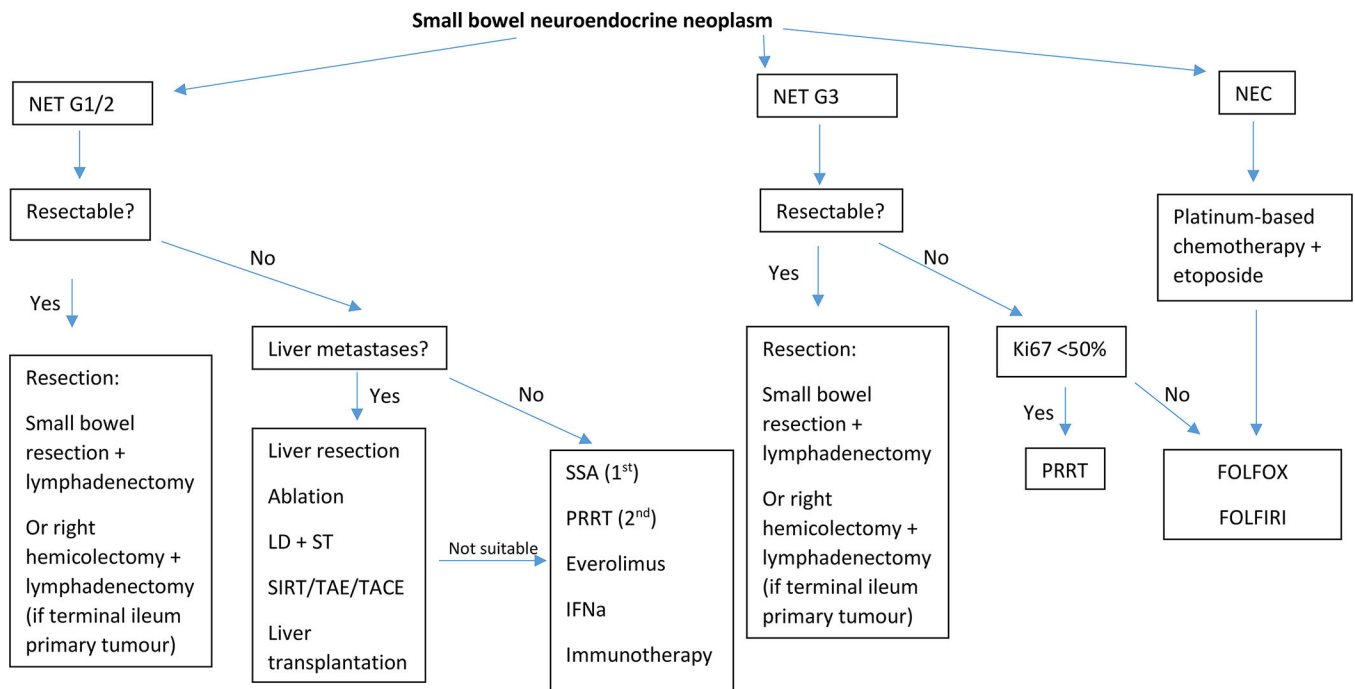 Small bowel neuroendocrine neoplasm
NET G1/2
NET G3
NEC
Resectable?
Resectable?
Platinum-based
chemotherapy +
etoposide
No
Yes
Yes
No
Liver metastases?
Ki67 <50%
Resection:
Small bowel
resection +
lymphadenectomy
Or right
hemicolectomy +
lymphadenectomy
(if terminal ileum
primary tumour)
Yes
No
Liver resection
Ablation
LD + ST
SIRT/TAE/TACE
Liver
transplantation
Not suitable
SSA (1st)
PRRT (2nd)
Everolimus
IFNa
Immunotherapy
Resection:
Small bowel
resection +
lymphadenectomy
Or right
hemicolectomy +
lymphadenectomy
(if terminal ileum
primary tumour)
Yes
No
PRRT
FOLFOX
FOLFIRI